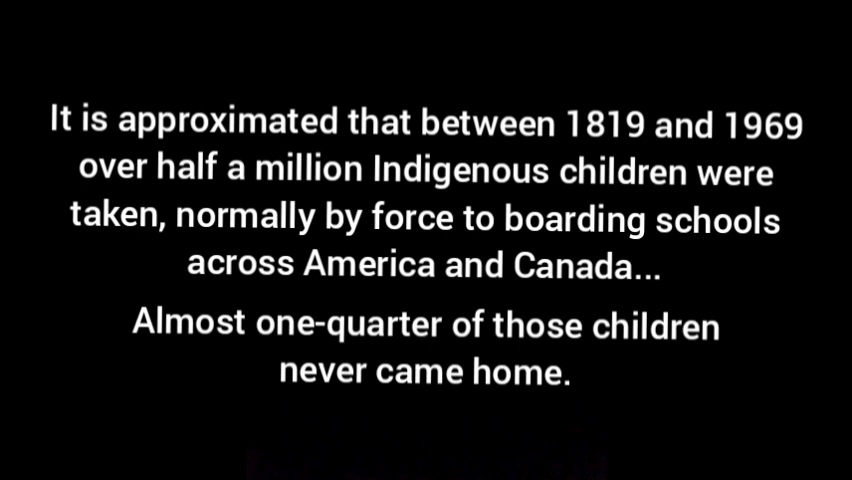 It is approximated that between 1819 and 1969
over half a million Indigenous children were
taken, normally by force to boarding schools
across America and Canada...
Almost one-quarter of those children
never came home.